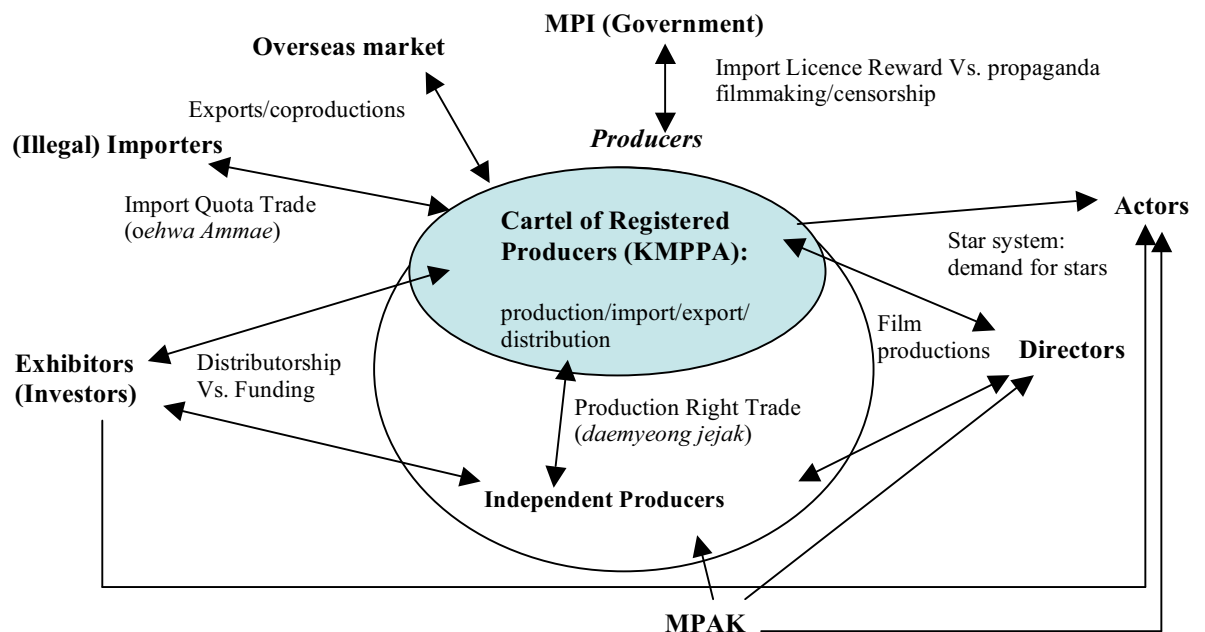 MPI (Government)
Overseas market
Import Licence Reward Vs. propaganda
filmmaking/censorship
Exports/coproductions
Producers
(Illegal) Importers
Import Quota Trade
(oehwa Ammae)
Cartel of Registered
Producers (KMPPA):
production/import/export/
distribution
Actors
Star system:
demand for stars
Film
productions
Directors
Exhibitors
(Investors)
Distributorship
Vs. Funding
Production Right Trade
(daemyeong jejak)
Independent Producers
MPAK